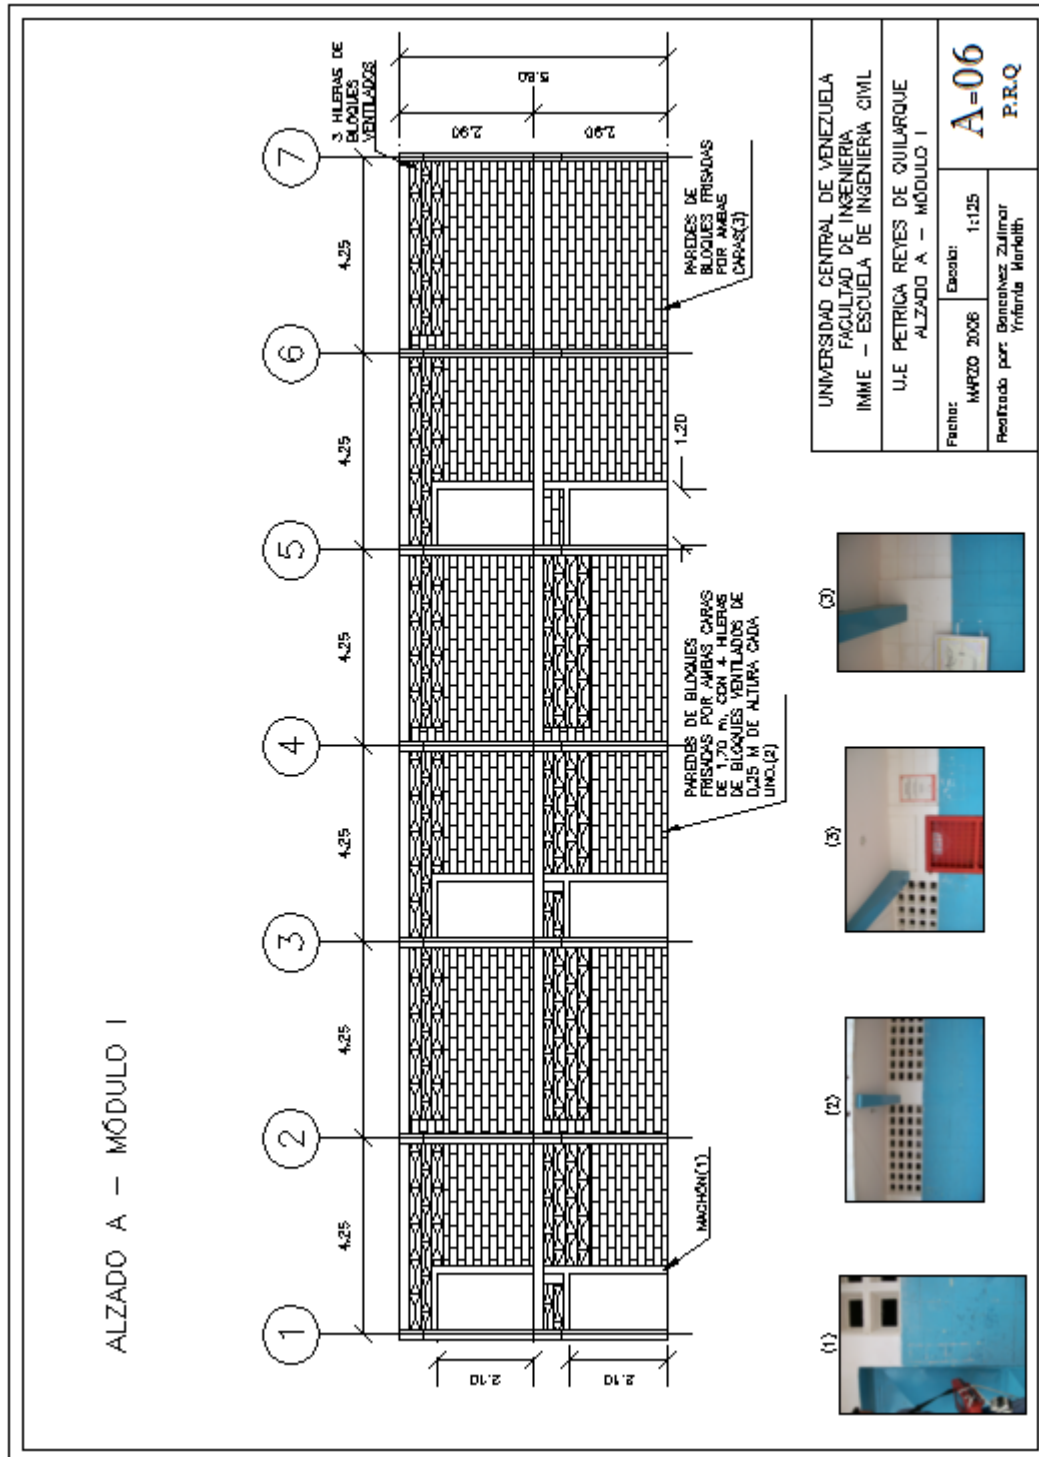 ALZADO A – MÓDULO I
1
2
3
4
5
6
7
4.25
4.25
4.25
4.25
4.25
4.25
3 HILERAS DE
BLOQUES
VENTILADOS
2.90
2.90
5.80
2.10
2.10
1.20
MACHÓN(1)
PAREDES DE BLOQUES
FRISADAS POR AMBAS CARAS
DE 1,70 m, CON 4 HILERAS
DE BLOQUES VENTILADOS DE
0,25 M DE ALTURA CADA
UNO.(2)
PAREDES DE
BLOQUES FRISADAS
POR AMBAS
CARAS(3)
(1)
(2)
(3)
(3)
UNIVERSIDAD CENTRAL DE VENEZUELA
FACULTAD DE INGENIERIA
IMME – ESCUELA DE INGENIERIA CIVIL
U.E PETRICA REYES DE QUILARQUE
ALZADO A – MÓDULO I
Fecha:
MARZO 2006
Escala:
1:125
A-06
P.R.Q
Realizado por: Goncalvez Zulimar